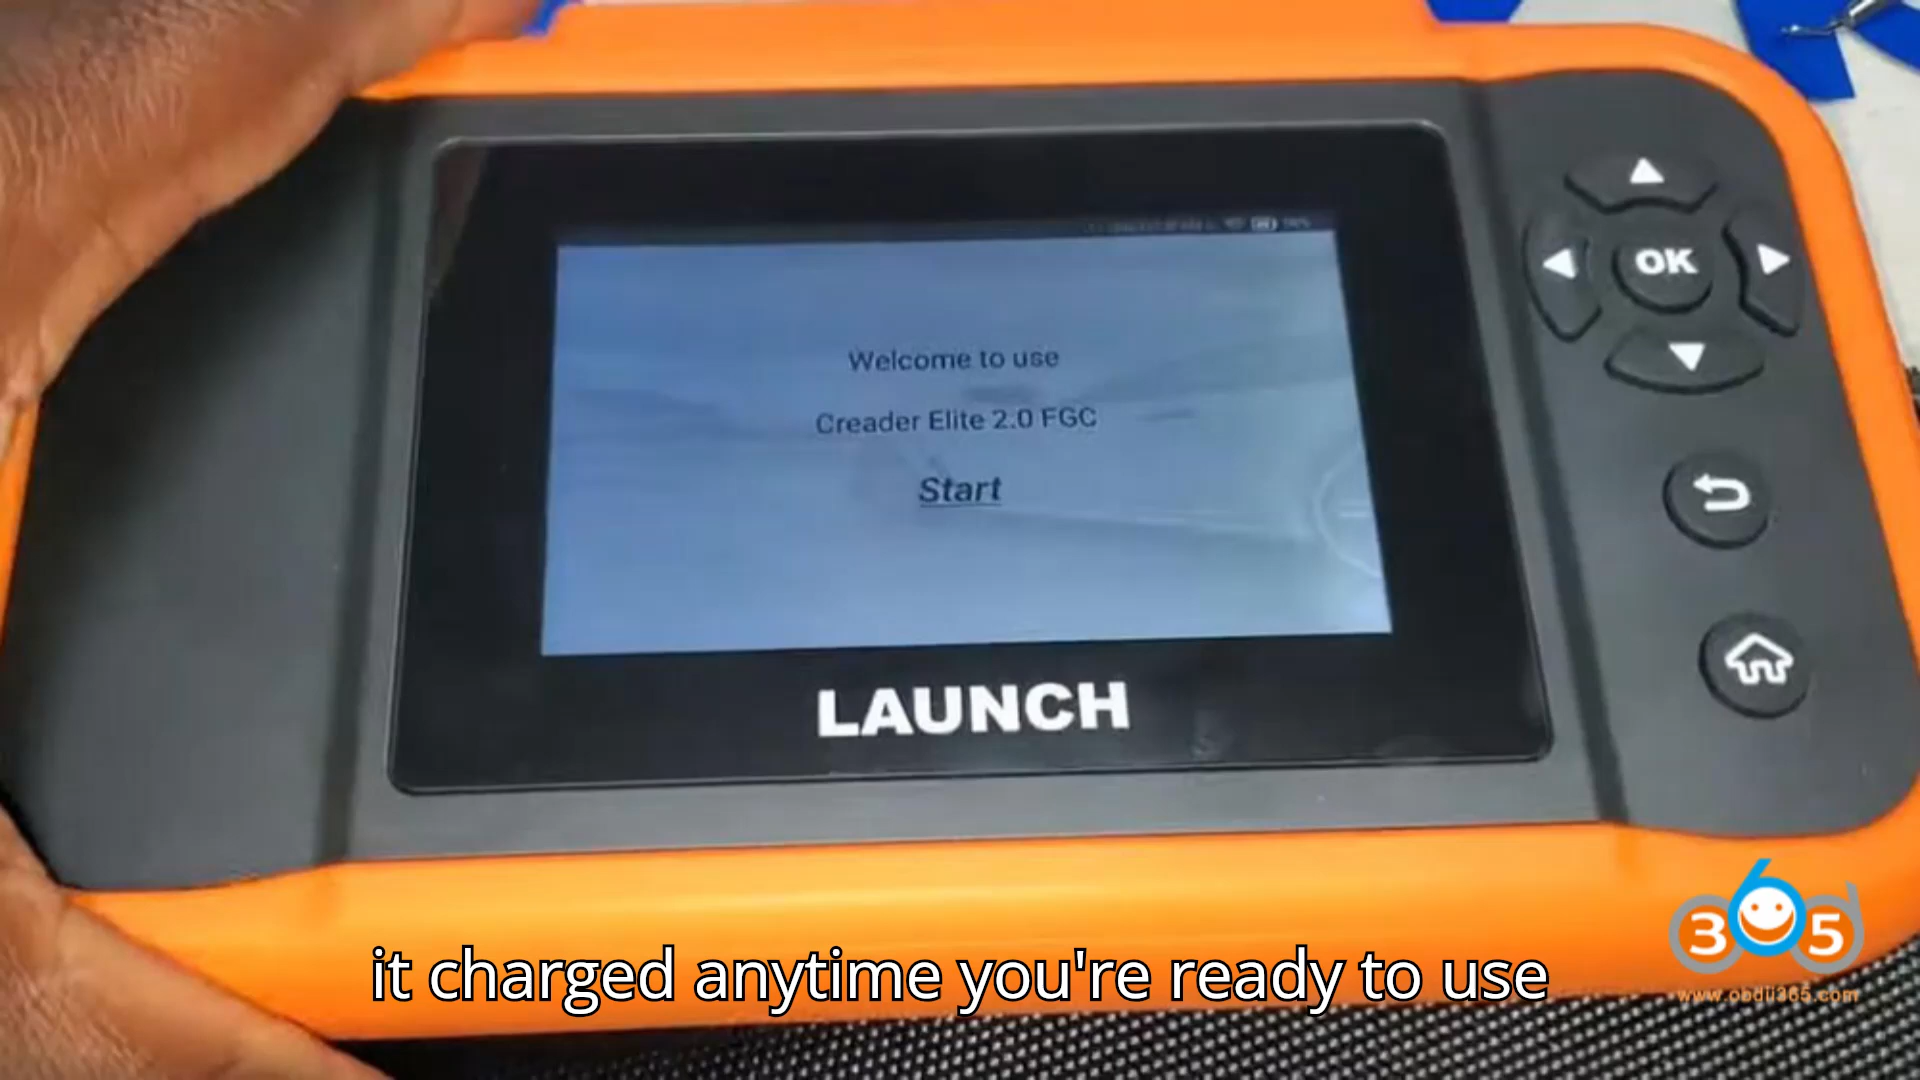 Welcome to use
Creader Elite 2.0 FGC
Start
OK
LAUNCH
365
www.obdii365.com
it charged anytime you're ready to use